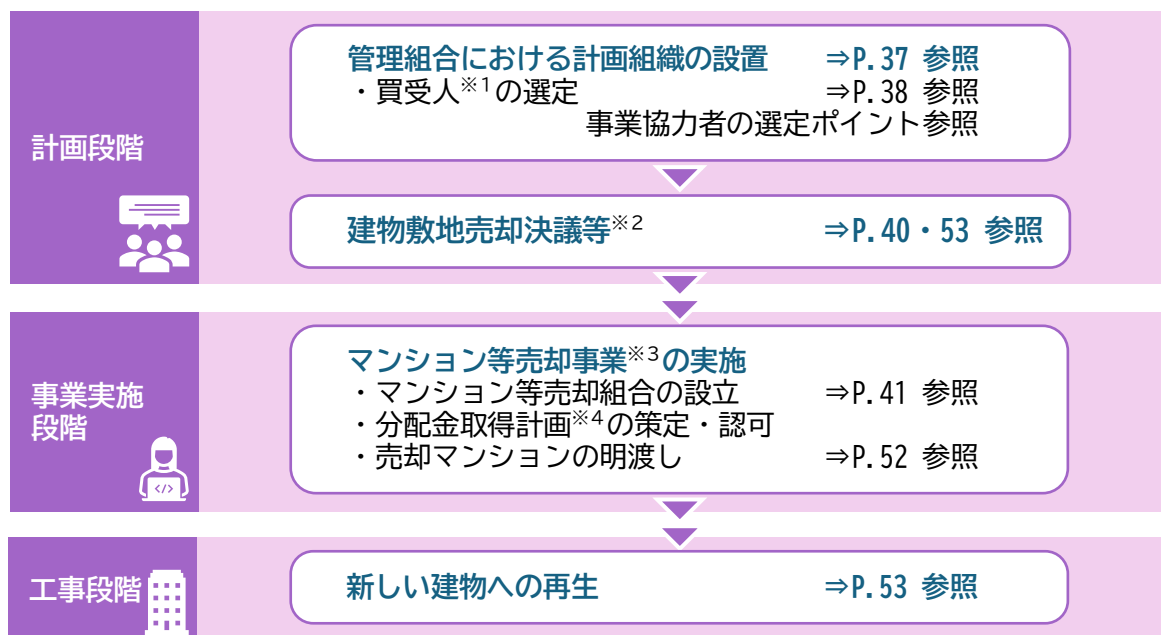 計画段階
管理組合における計画組織の設置 ⇒P.37 参照
・買受人※1の選定 ⇒P.38 参照
事業協力者の選定ポイント参照
建物敷地売却決議等※2 ⇒P.40・53 参照
事業実施
段階
マンション等売却事業※3の実施
・マンション等売却組合の設立 ⇒P.41 参照
・分配金取得計画※4の策定・認可
・売却マンションの明渡し ⇒P.52 参照
</>
工事段階
新しい建物への再生 ⇒P.53 参照